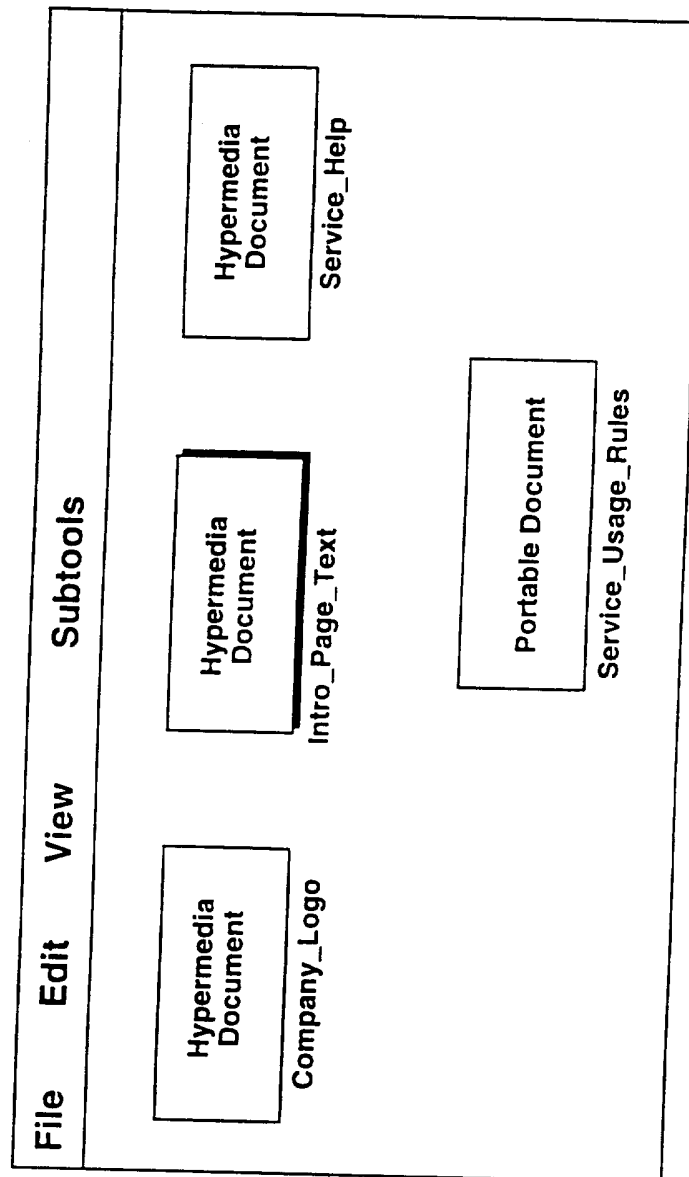 File Edit View Subtools
Hypermedia
Document
Company_Logo
Hypermedia
Document
Intro_Page_Text
Hypermedia
Document
Service_Help
Portable Document
Service_Usage_Rules